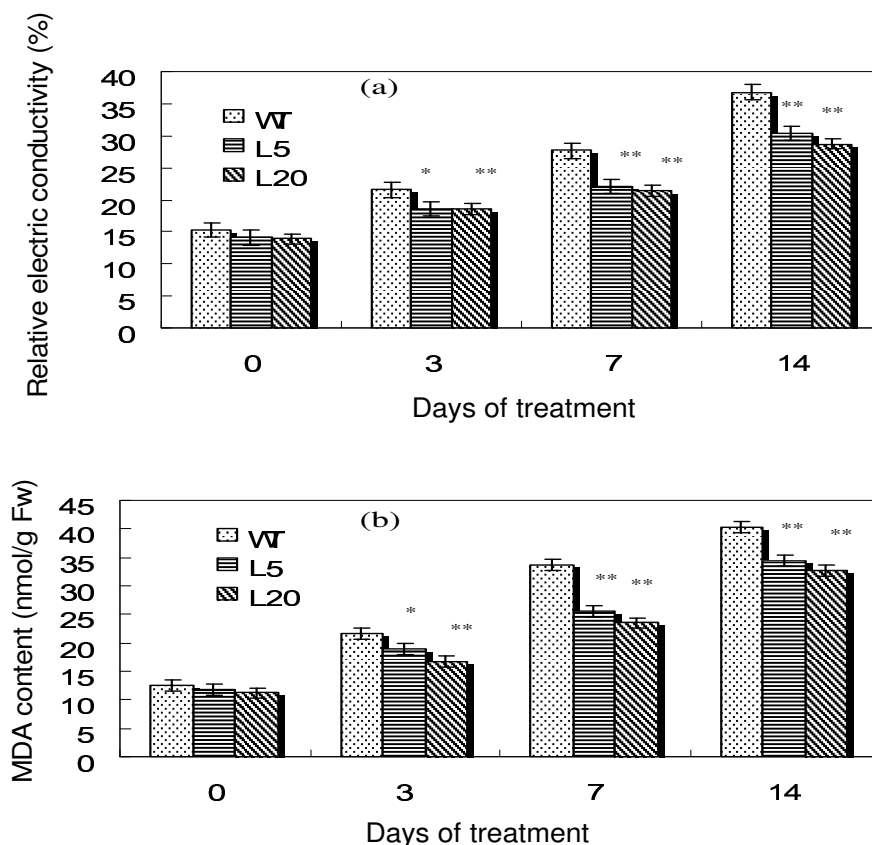 Relative electric conductivity (%)
(a)
40
35
30
25
20
15
10
5
0
WT
L5
L20
* **
** **
** **
0 3 7 14
Days of treatment
MDA content (nmol/g Fw)
(b)
45
40
35
30
25
20
15
10
5
0
WT
L5
L20
* **
** **
** **
0 3 7 14
Days of treatment